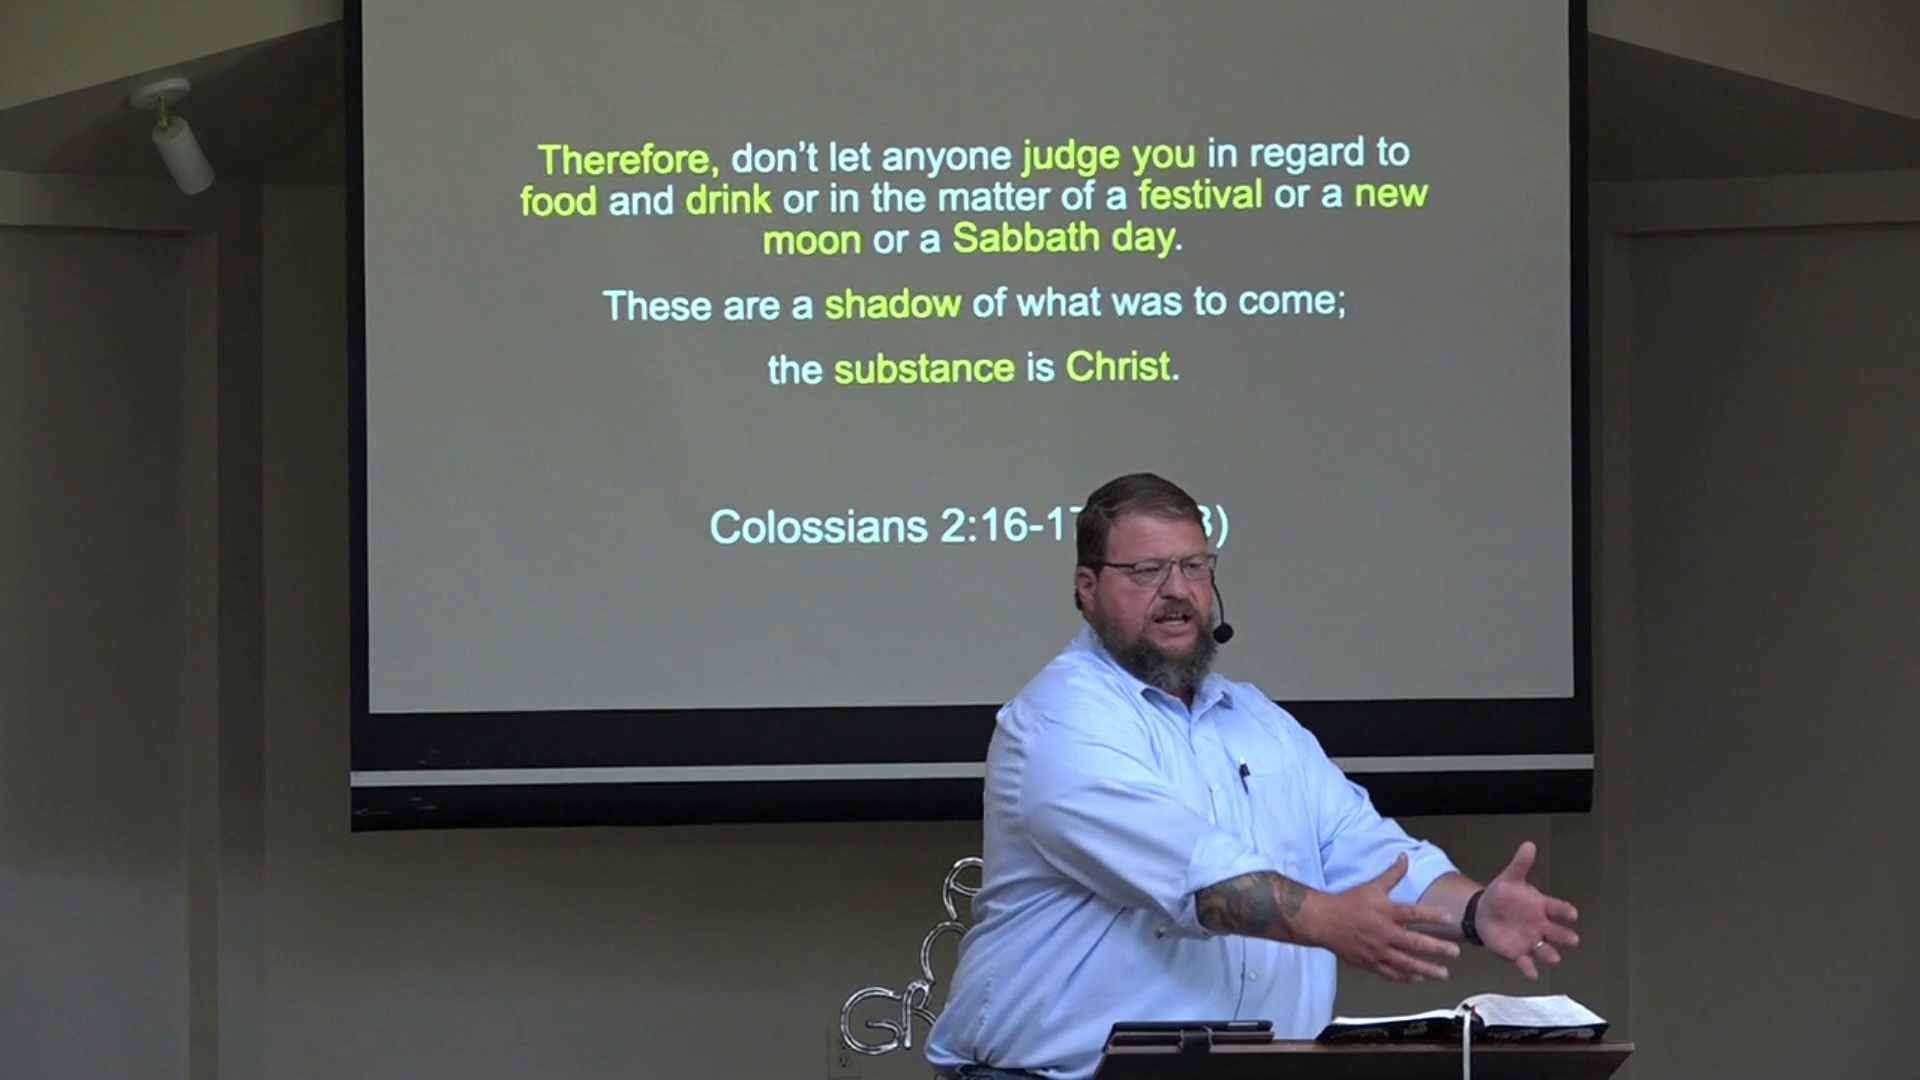 Therefore, don't let anyone judge you in regard to
food and drink or in the matter of a festival or a new
moon or a Sabbath day.
These are a shadow of what was to come;
the substance is Christ.
Colossians 2:16-17